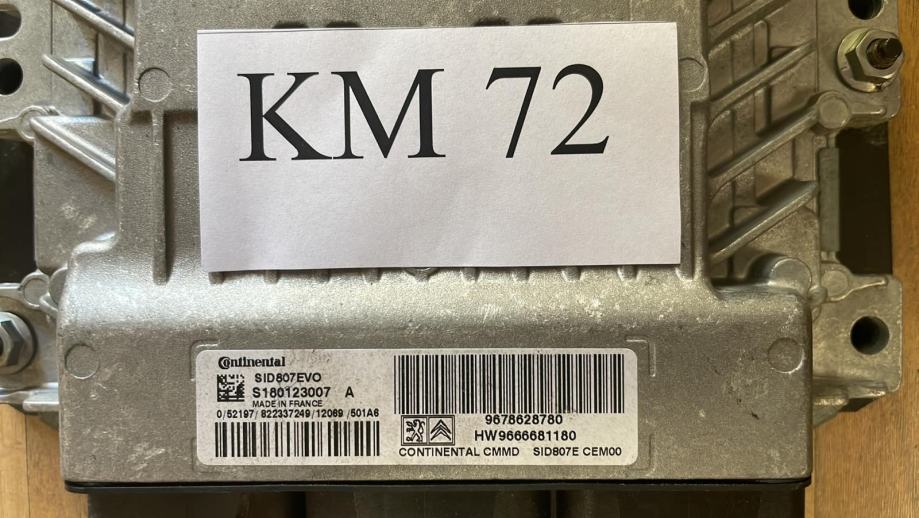 KM 72
Continental
SID807EVO
S180123007 A
MADE IN FRANCE
0/52197/822337249/12069/501A6
9678628780
HW9666681180
CONTINENTAL CMMD SID807E CEM00